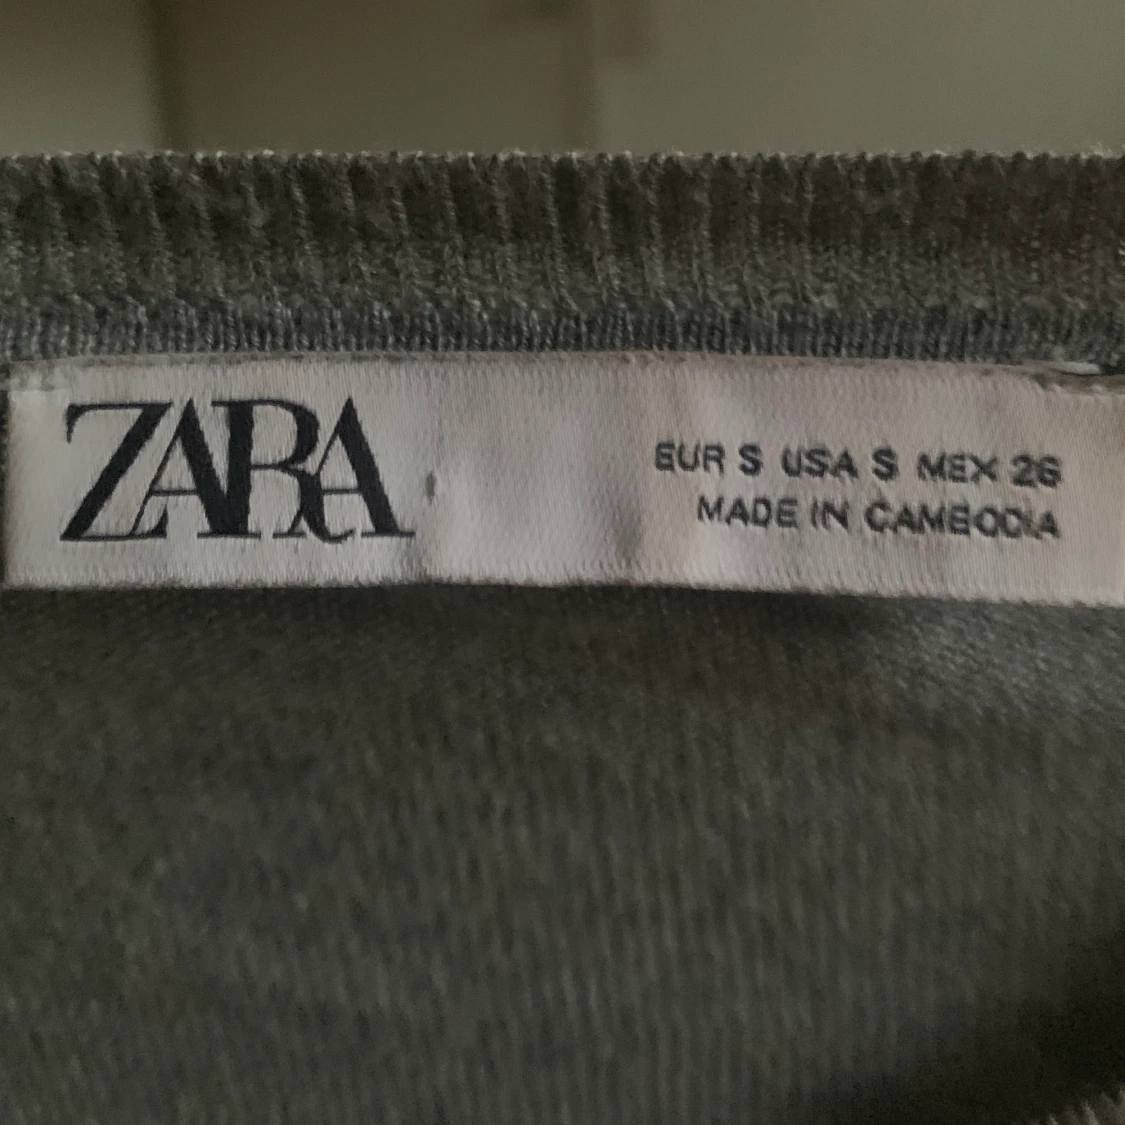 ZARA
EUR S USA S MEX 26
MADE IN CAMBODIA